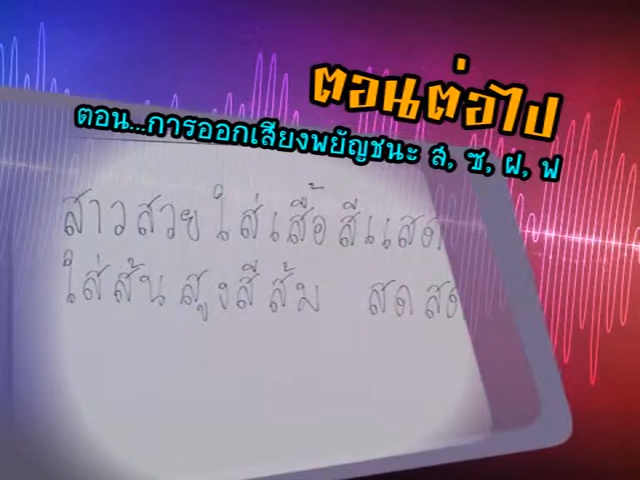 ตอนต่อไป
ตอน...การออกเสียงพยัญชนะ ส, ซ, ฝ, ฟ
สาวสวยใส่เสื้อสีแสด
ใส่ส้นสูงสีส้ม สดสด